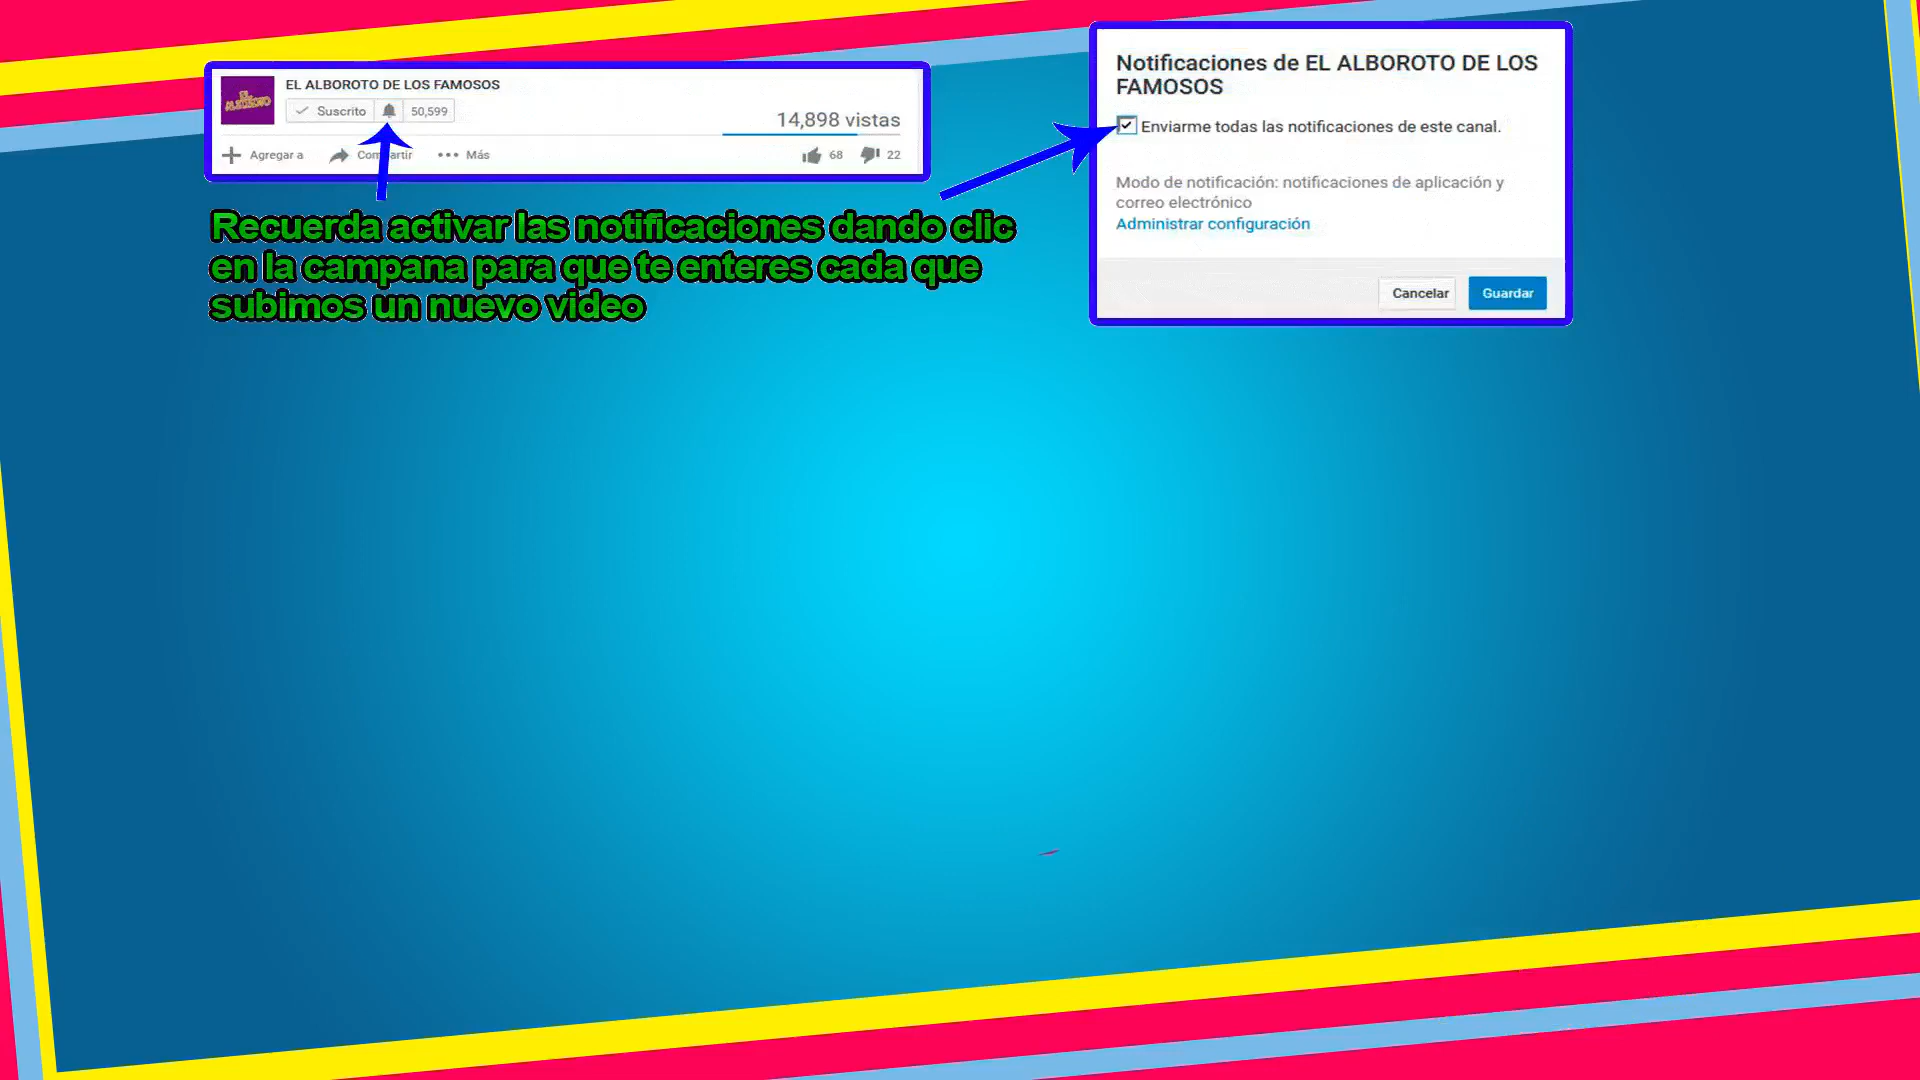 EL ALBOROTO DE LOS FAMOSOS
EL
ALBOROTO
Suscrito 50,599
14,898 vistas
Agregar a Compartir Más 68 22
Recuerda activar las notificaciones dando clic
en la campana para que te enteres cada que
subimos un nuevo video
Notificaciones de EL ALBOROTO DE LOS
FAMOSOS
Enviarme todas las notificaciones de este canal.
Modo de notificación: notificaciones de aplicación y
correo electrónico
Administrar configuración
Cancelar Guardar